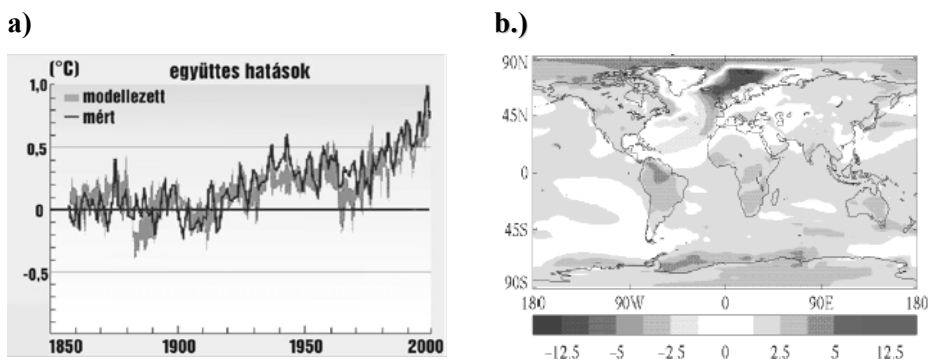 a)
b.)
(°C)
együttes hatások
modellezett
mért
1,0
0,5
0
-0,5
1850
1900
1950
2000
90N
45N
0
45S
90S
180
90W
0
90E
180
-12.5
-5
-2.5
0
2.5
5
12.5